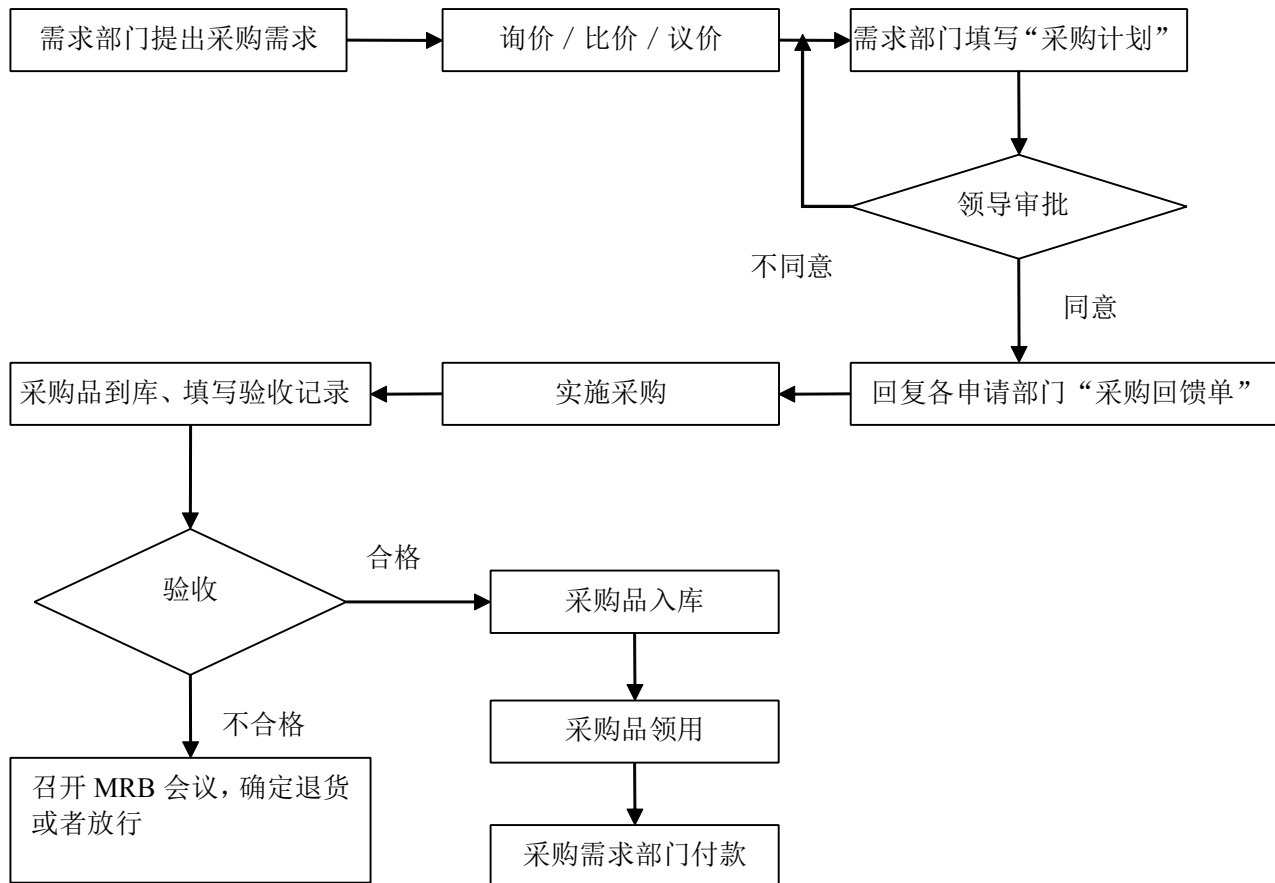 需求部门提出采购需求
询价 / 比价 / 议价
需求部门填写“采购计划”
领导审批
不同意
同意
采购品到库、填写验收记录
实施采购
回复各申请部门“采购回馈单”
验收
合格
采购品入库
不合格
采购品领用
召开 MRB 会议,确定退货
或者放行
采购需求部门付款